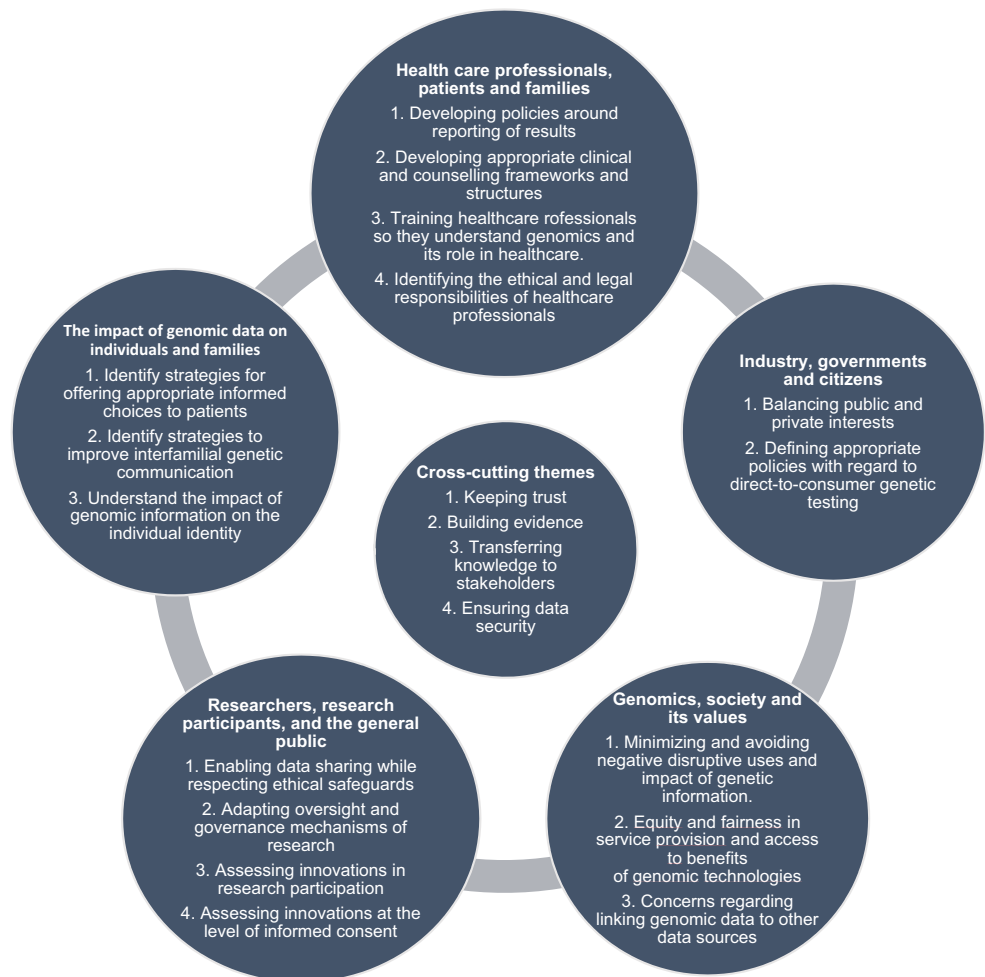 Health care professionals,
patients and families
1. Developing policies around
reporting of results
2. Developing appropriate clinical
and counselling frameworks and
structures
3. Training healthcare rofessionals
so they understand genomics and
its role in healthcare.
4. Identifying the ethical and legal
responsibilities of healthcare
professionals
The impact of genomic data on
individuals and families
1. Identify strategies for
offering appropriate informed
choices to patients
2. Identify strategies to
improve interfamilial genetic
communication
3. Understand the impact of
genomic information on the
individual identity
Industry, governments
and citizens
1. Balancing public and
private interests
2. Defining appropriate
policies with regard to
direct-to-consumer genetic
testing
Cross-cutting themes
1. Keeping trust
2. Building evidence
3. Transferring
knowledge to
stakeholders
4. Ensuring data
security
Researchers, research
participants, and the general
public
1. Enabling data sharing while
respecting ethical safeguards
2. Adapting oversight and
governance mechanisms of
research
3. Assessing innovations in
research participation
4. Assessing innovations at the
level of informed consent
Genomics, society and
its values
1. Minimizing and avoiding
negative disruptive uses and
impact of genetic
information.
2. Equity and fairness in
service provision and access
to benefits
of genomic technologies
3. Concerns regarding
linking genomic data to other
data sources